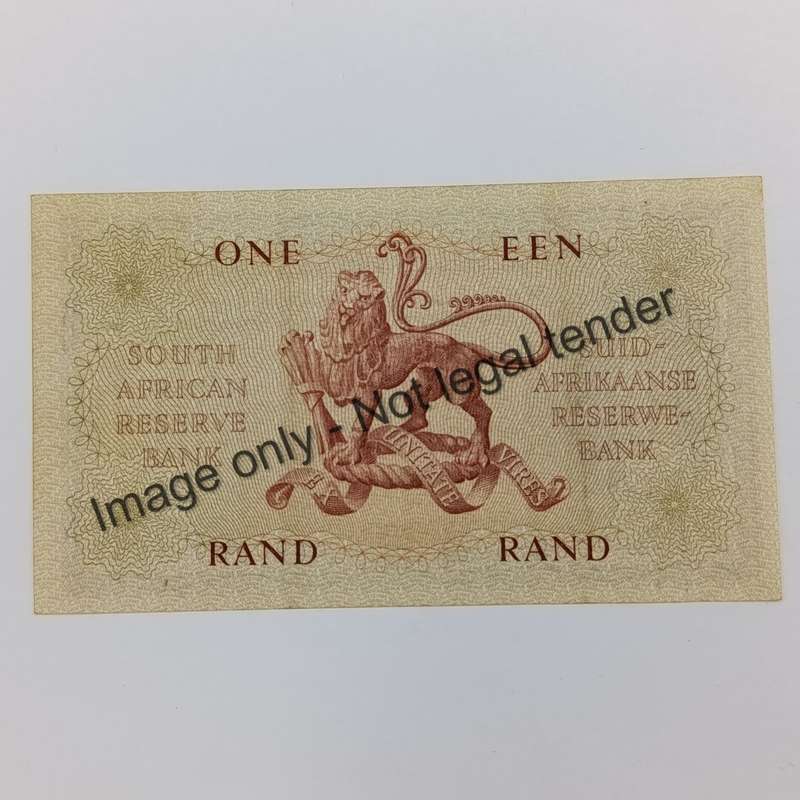 ONE EEN
SOUTH
AFRICAN
RESERVE
BANK
SUID-
AFRIKAANSE
RESERWE-
BANK
EX UNITATE VIRES
RAND RAND
Image only - Not legal tender